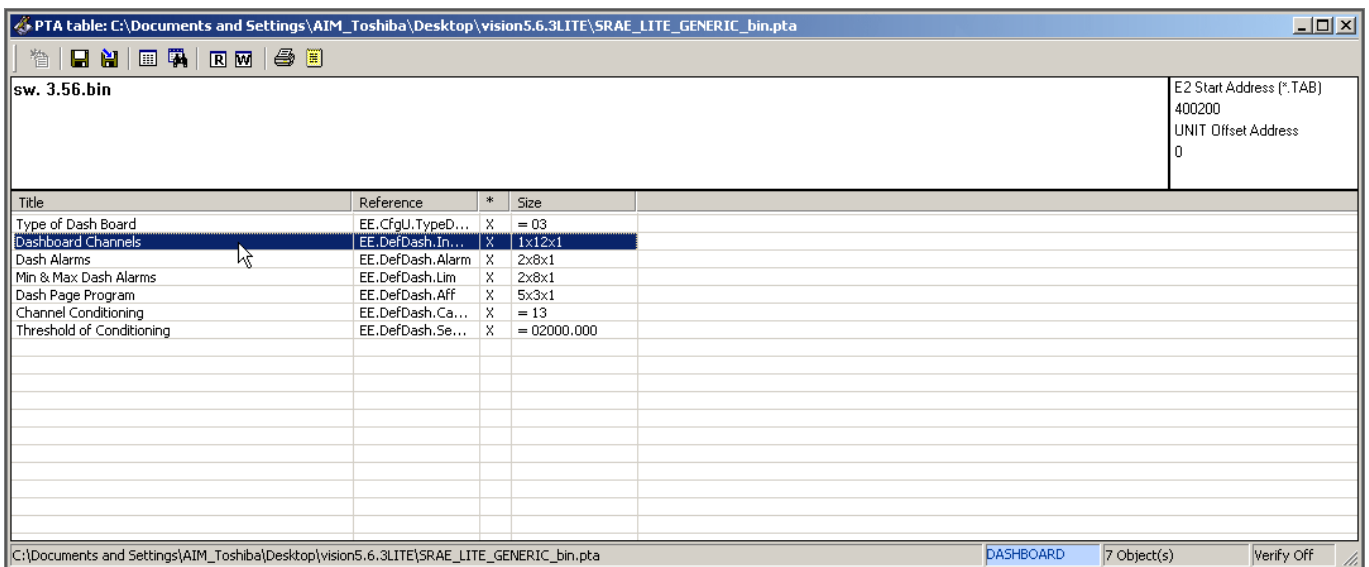 PTA table: C:\Documents and Settings\AIM_Toshiba\Desktop\vision5.6.3LITE\SRAE_LITE_GENERIC_bin.pta
R W
sw. 3.56.bin
E2 Start Address (*.TAB)
400200
UNIT Offset Address
0
Title Reference * Size
Type of Dash Board EE.CfgU.TypeD... X = 03
Dashboard Channels EE.DefDash.In... X 1x12x1
Dash Alarms EE.DefDash.Alarm X 2x8x1
Min & Max Dash Alarms EE.DefDash.Lim X 2x8x1
Dash Page Program EE.DefDash.Aff X 5x3x1
Channel Conditioning EE.DefDash.Ca... X = 13
Threshold of Conditioning EE.DefDash.Se... X = 02000.000
C:\Documents and Settings\AIM_Toshiba\Desktop\vision5.6.3LITE\SRAE_LITE_GENERIC_bin.pta DASHBOARD 7 Object(s) Verify Off